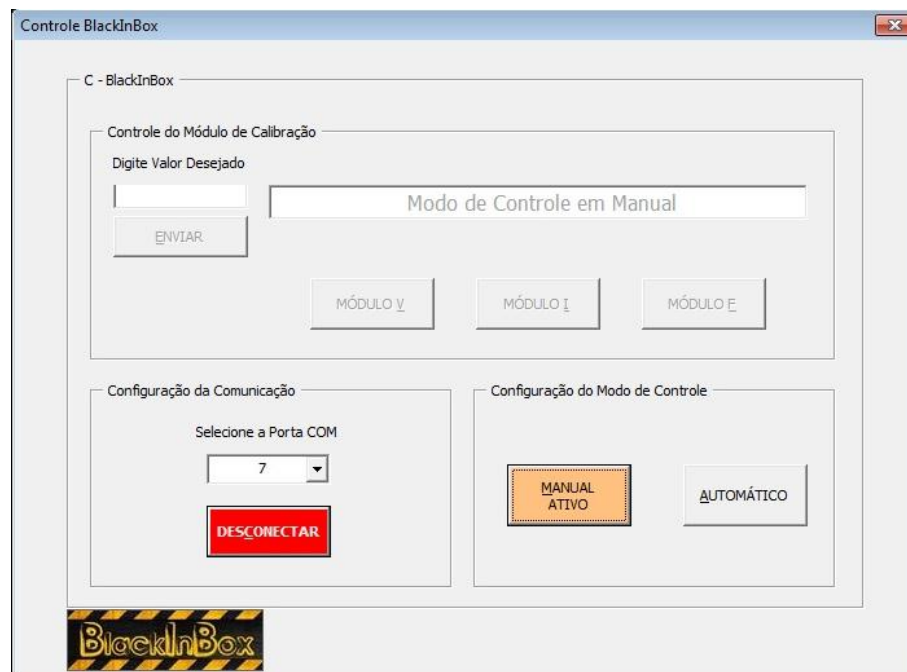 Controle BlackInBox
C - BlackInBox
Controle do Módulo de Calibração
Digite Valor Desejado
Modo de Controle em Manual
ENVIAR
MÓDULO V
MÓDULO I
MÓDULO F
Configuração da Comunicação
Selecione a Porta COM
7
DESCONECTAR
Configuração do Modo de Controle
MANUAL
ATIVO
AUTOMÁTICO
BlackInBox